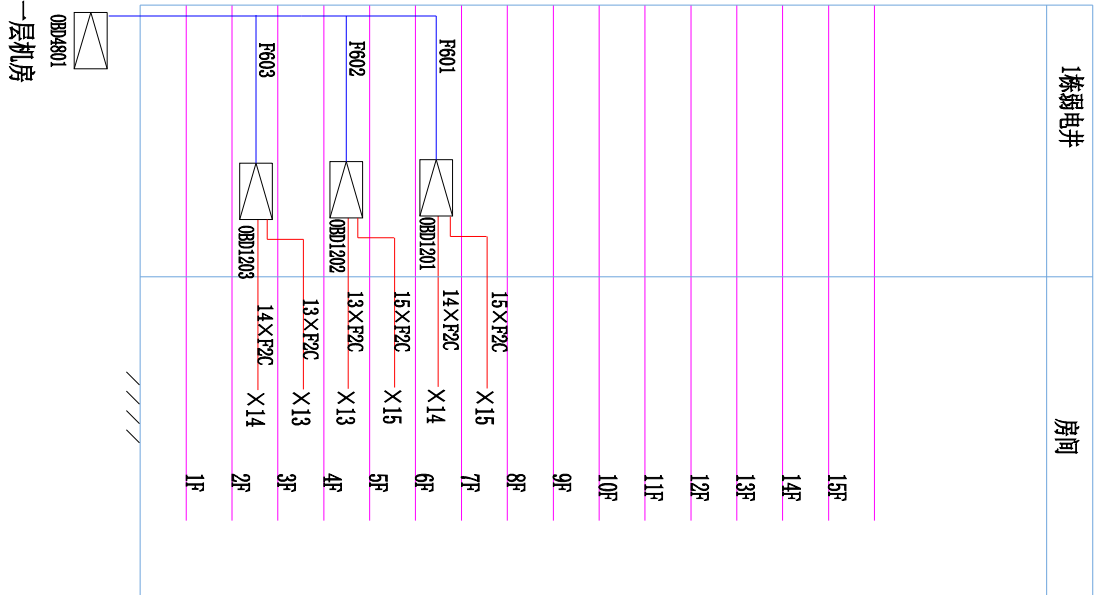 1栋弱电井
房间
15F
14F
13F
12F
11F
10F
9F
8F
7F
6F
5F
4F
3F
2F
1F
F601
F602
F603
OBD1201
OBD1202
OBD1203
15×F2C
×15
14×F2C
×14
15×F2C
×15
13×F2C
×13
13×F2C
×13
14×F2C
×14
OBD4801
一层机房